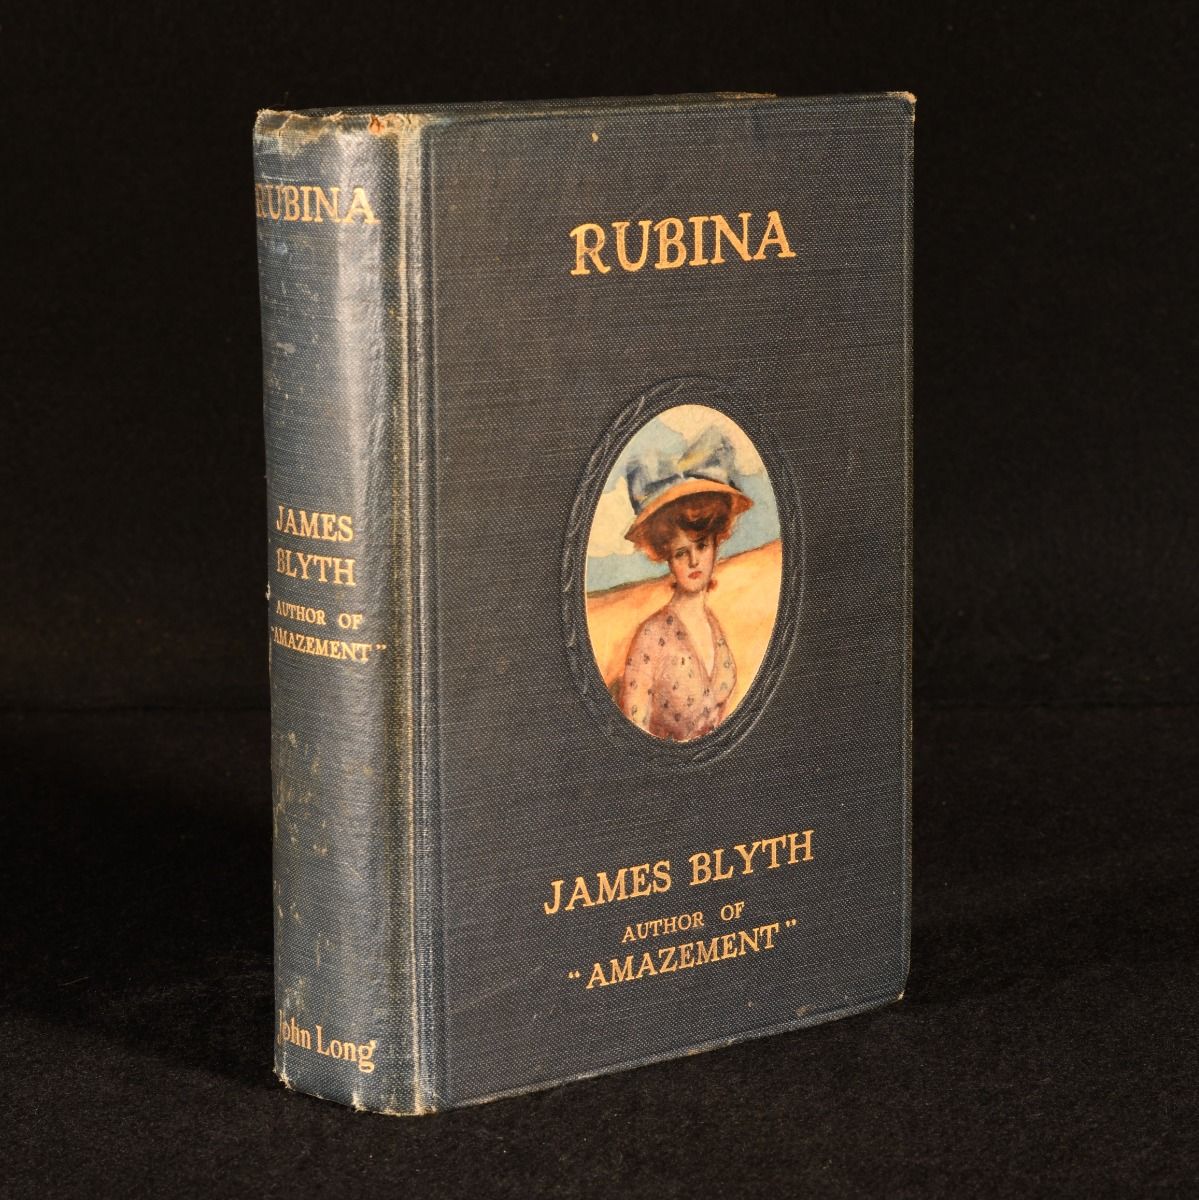 RUBINA
JAMES
BLYTH
AUTHOR OF
"AMAZEMENT"
John Long
RUBINA
JAMES BLYTH
AUTHOR OF
"AMAZEMENT"